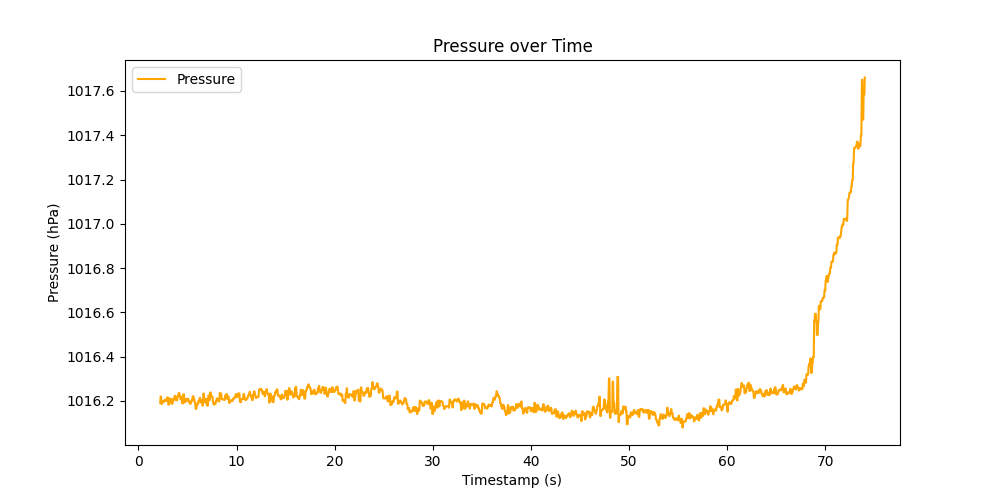 Pressure over Time
Pressure
1017.6
1017.4
1017.2
1017.0
1016.8
1016.6
1016.4
1016.2
Pressure (hPa)
0 10 20 30 40 50 60 70
Timestamp (s)